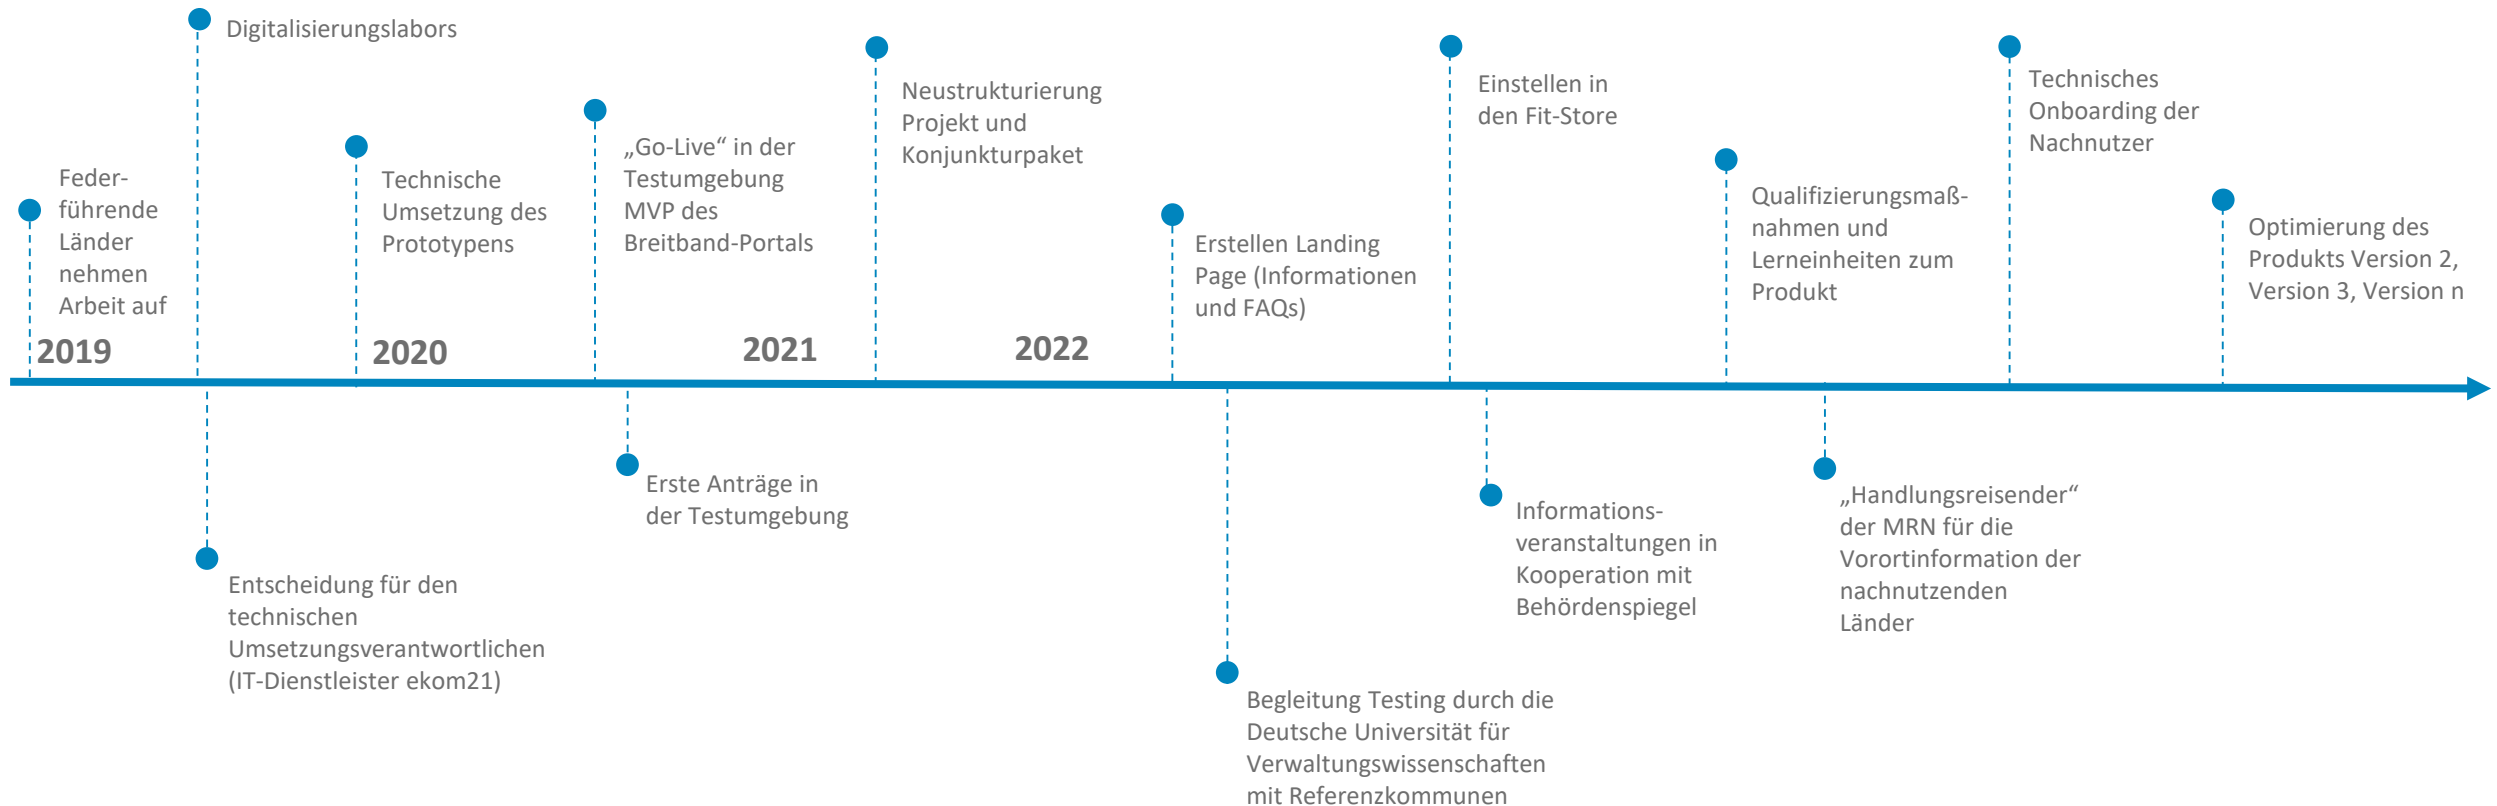 Digitalisierungslabors
Feder-
führende
Länder
nehmen
Arbeit auf
Technische
Umsetzung des
Prototypens
„Go-Live“ in der
Testumgebung
MVP des
Breitband-Portals
Neustrukturierung
Projekt und
Konjunkturpaket
Erstellen Landing
Page (Informationen
und FAQs)
Einstellen in
den Fit-Store
Qualifizierungsmaß-
nahmen und
Lerneinheiten zum
Produkt
Technisches
Onboarding der
Nachnutzer
Optimierung des
Produkts Version 2,
Version 3, Version n
2019
2020
2021
2022
Entscheidung für den
technischen
Umsetzungsverantwortlichen
(IT-Dienstleister ekom21)
Erste Anträge in
der Testumgebung
Begleitung Testing durch die
Deutsche Universität für
Verwaltungswissenschaften
mit Referenzkommunen
Informations-
veranstaltungen in
Kooperation mit
Behördenspiegel
„Handlungsreisender“
der MRN für die
Vorortinformation der
nachnutzenden
Länder